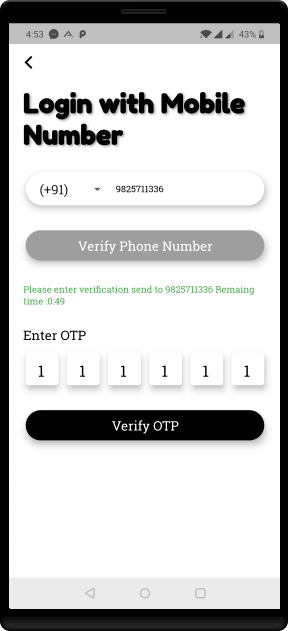 4:53
43%
Login with Mobile
Number
(+91) 9825711336
Verify Phone Number
Please enter verification send to 9825711336 Remaing
time :0:49
Enter OTP
1 1 1 1 1 1
Verify OTP